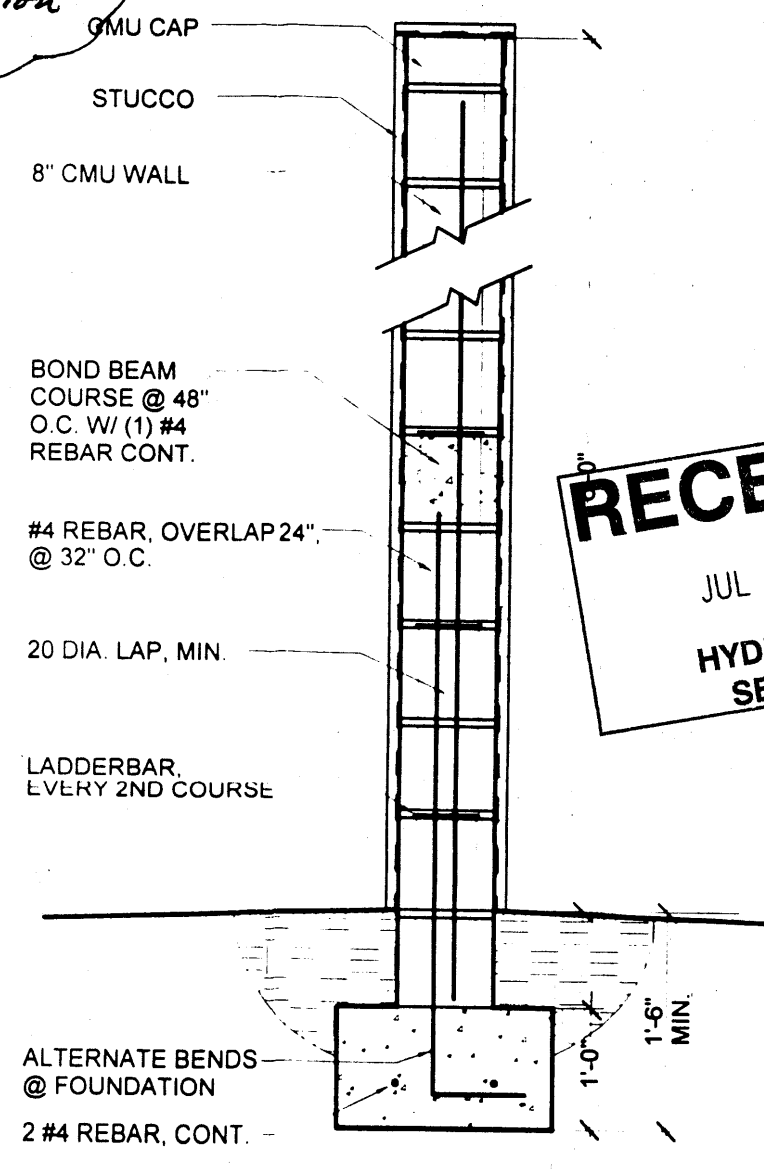 CMU CAP
STUCCO
8" CMU WALL
BOND BEAM
COURSE @ 48"
O.C. W/ (1) #4
REBAR CONT.
#4 REBAR, OVERLAP 24",
@ 32" O.C.
20 DIA. LAP, MIN.
LADDERBAR,
EVERY 2ND COURSE
ALTERNATE BENDS
@ FOUNDATION
2 #4 REBAR, CONT.
RECE
JUL
HYD
SE
1'-0"
1'-6"
MIN.